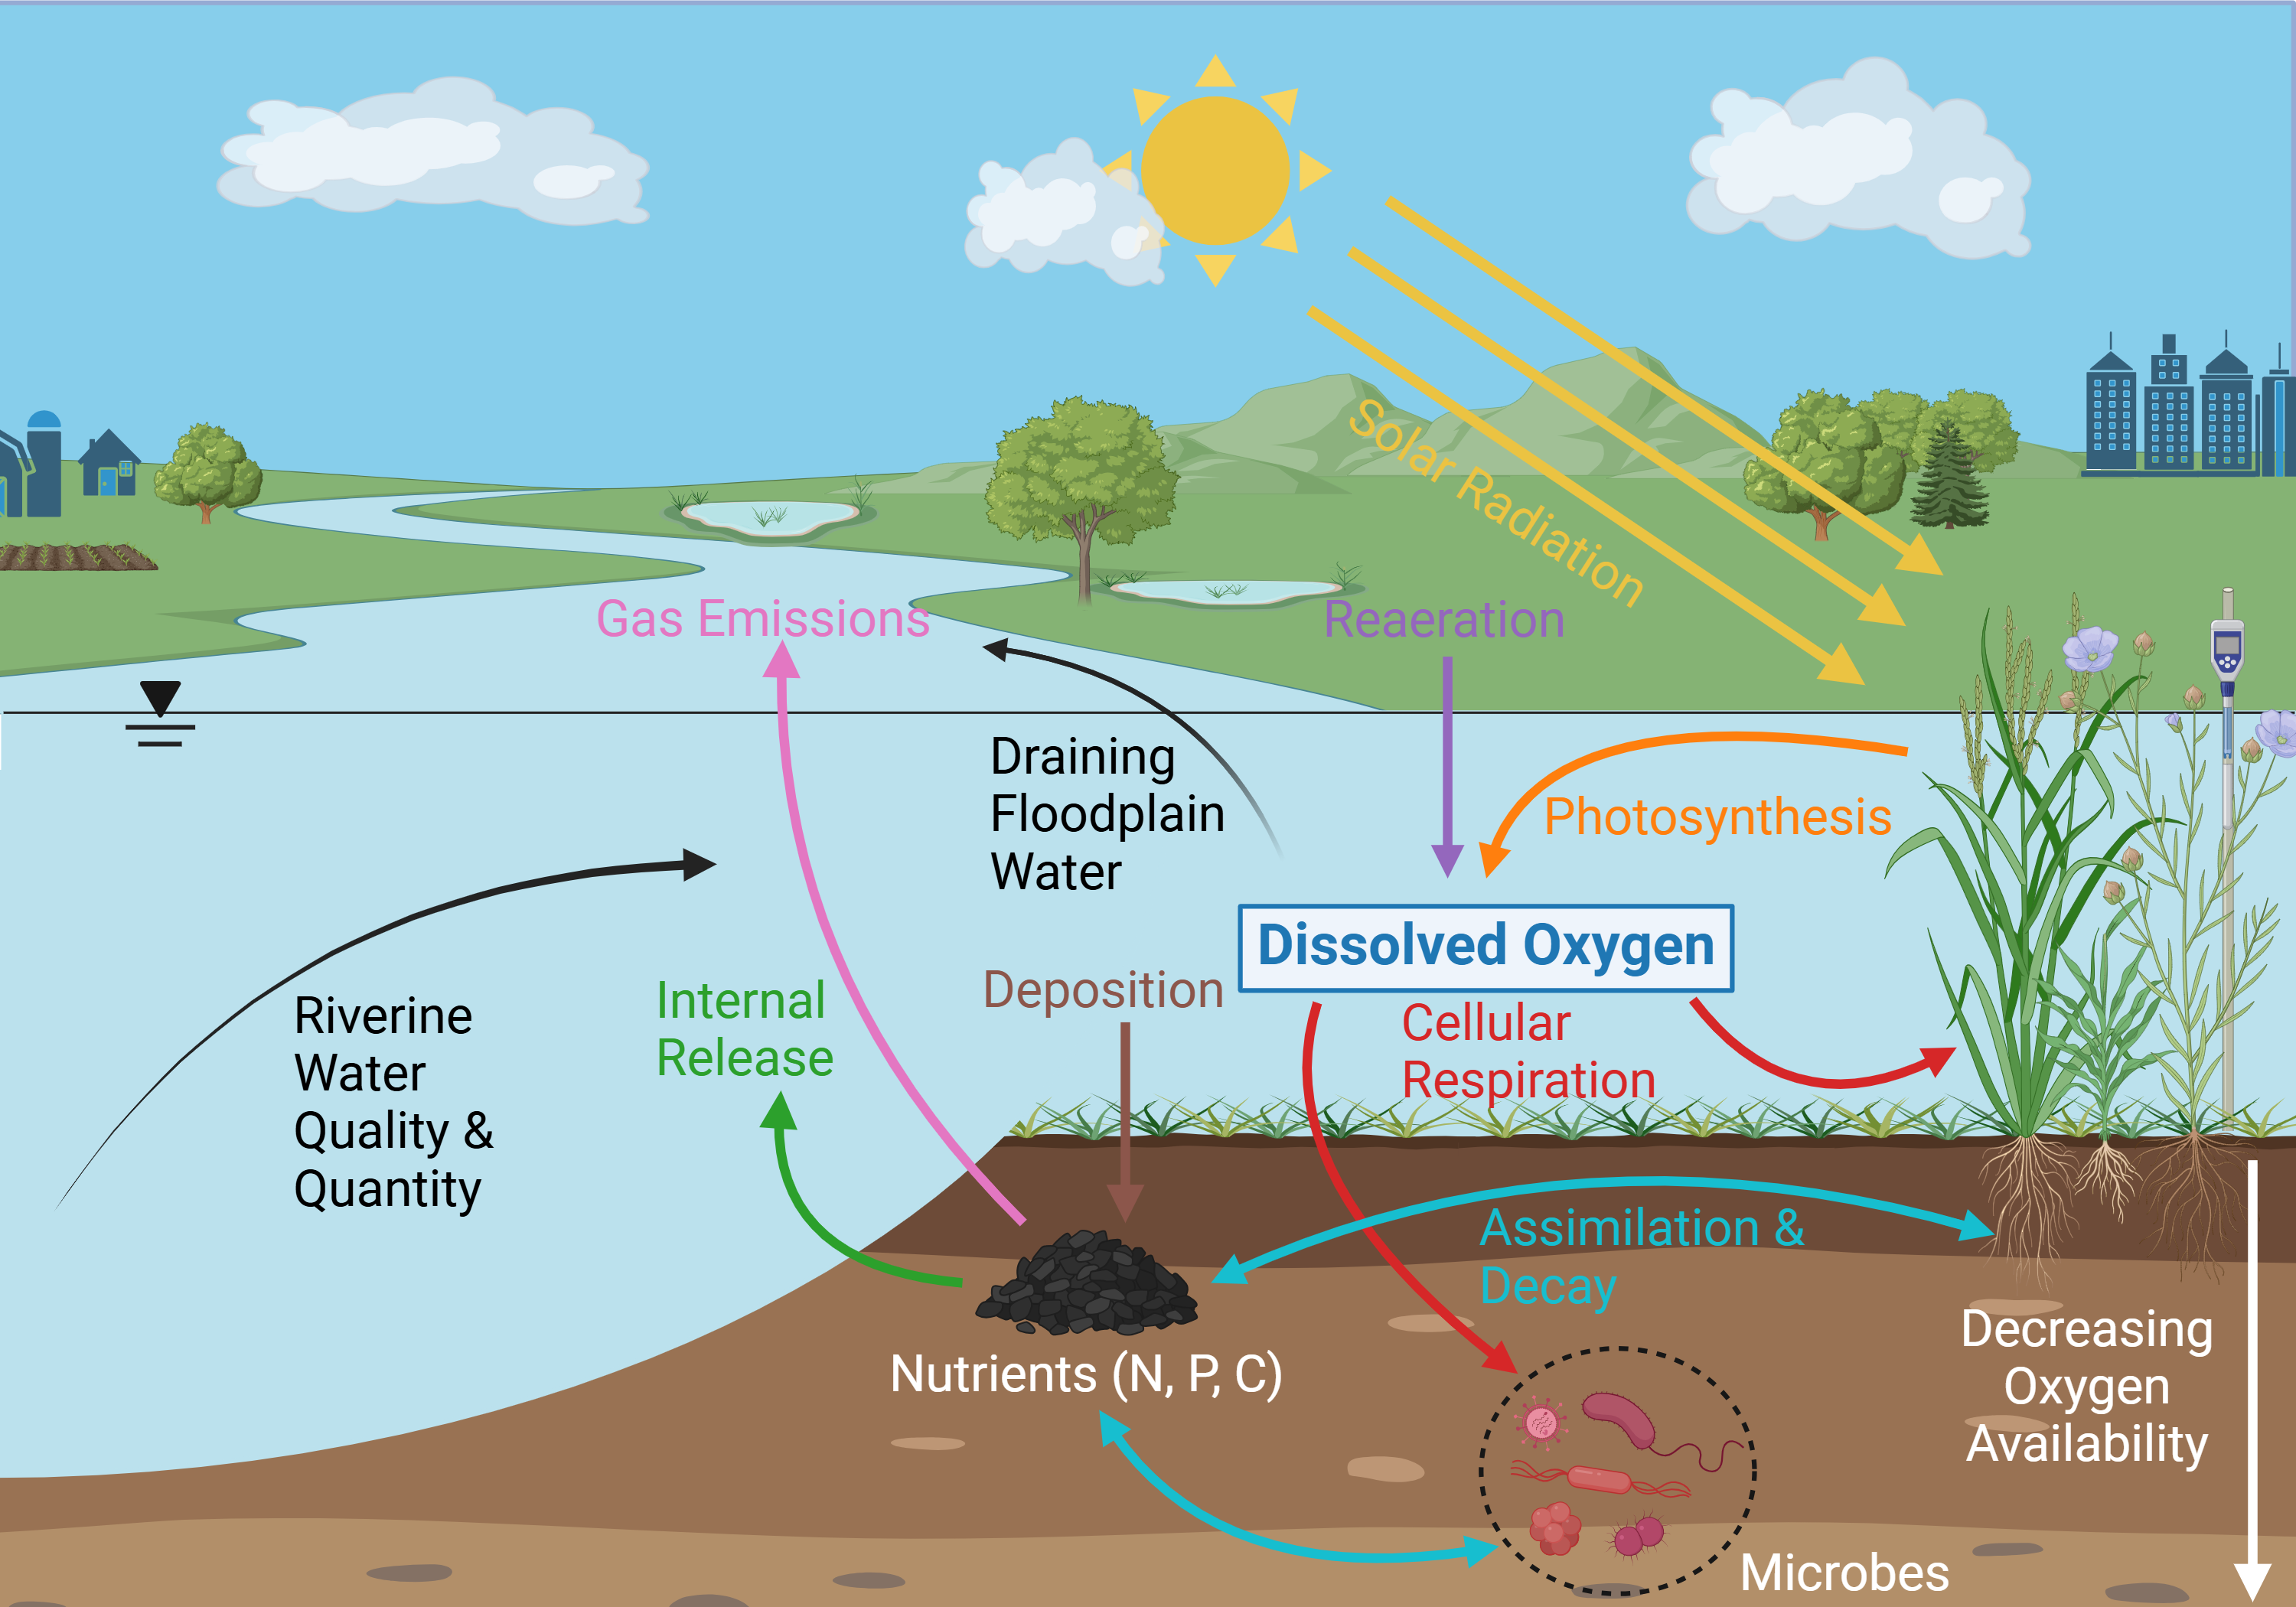 Solar Radiation
Gas Emissions
Reaeration
Draining
Floodplain
Water
Photosynthesis
Dissolved Oxygen
Deposition
Internal
Release
Riverine
Water
Quality &
Quantity
Cellular
Respiration
Assimilation &
Decay
Nutrients (N, P, C)
Decreasing
Oxygen
Availability
Microbes